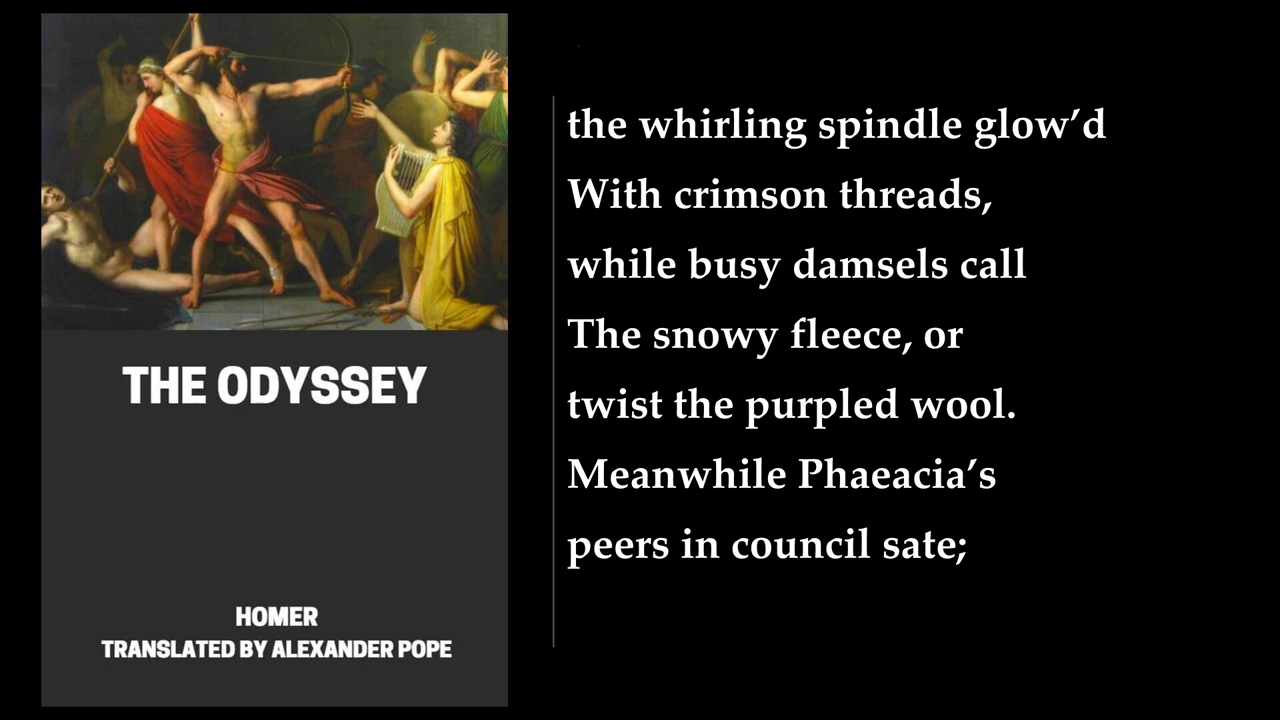 THE ODYSSEY
HOMER
TRANSLATED BY ALEXANDER POPE
the whirling spindle glow’d
With crimson threads,
while busy damsels call
The snowy fleece, or
twist the purpled wool.
Meanwhile Phaeacia’s
peers in council sate;